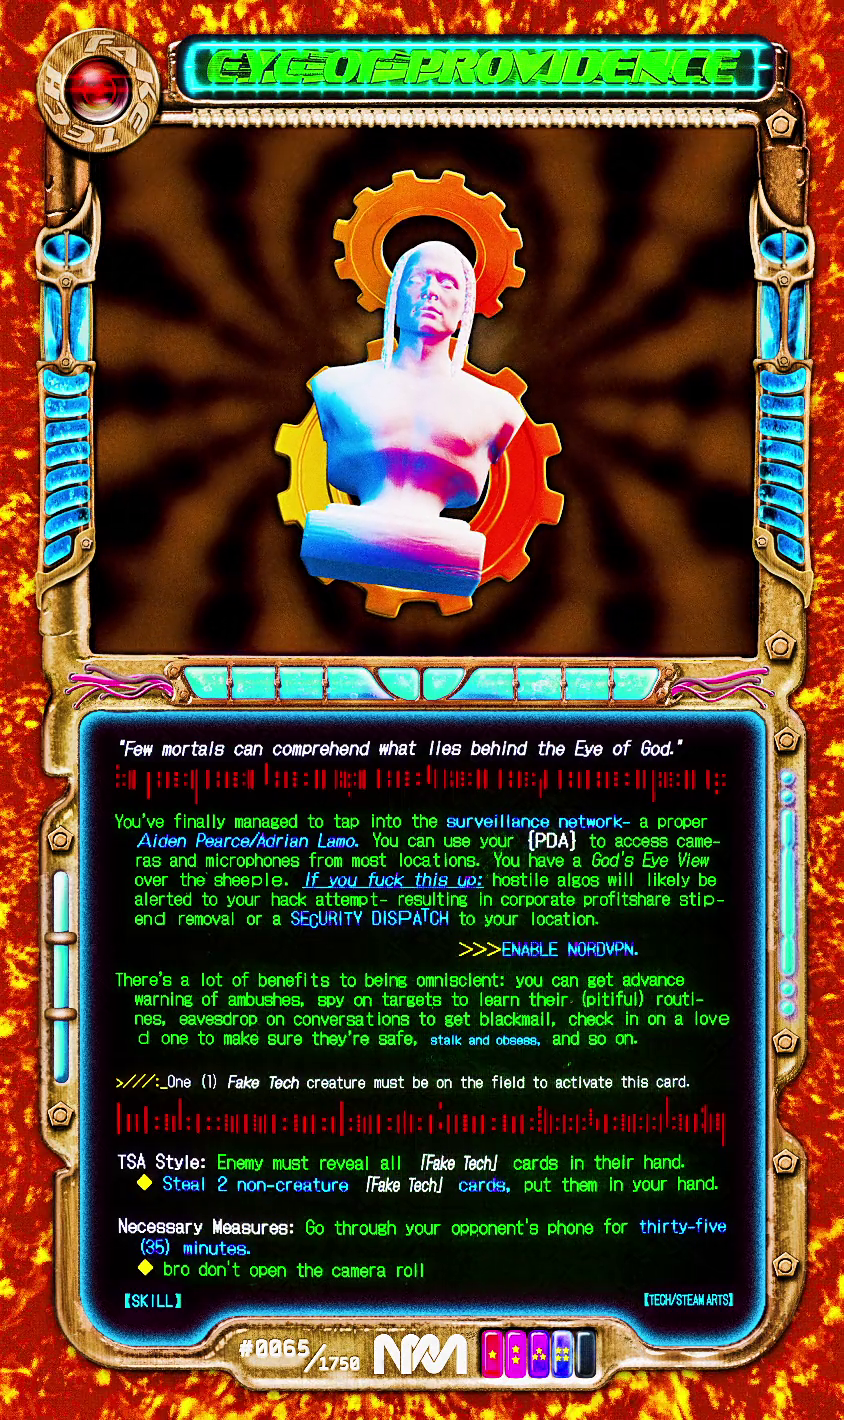 FAKE TECH
EYE OF PROVIDENCE
"Few mortals can comprehend what lies behind the Eye of God."
You've finally managed to tap into the surveillance network- a proper
Aiden Pearce/Adrian Lamo. You can use your {PDA} to access came-
ras and microphones from most locations. You have a God's Eye View
over the sheeple. If you fuck this up: hostile algos will likely be
alerted to your hack attempt- resulting in corporate profitshare stip-
end removal or a SECURITY DISPATCH to your location.
>>>ENABLE NORDVPN.
There's a lot of benefits to being omniscient: you can get advance
warning of ambushes, spy on targets to learn their (pitiful) routi-
nes, eavesdrop on conversations to get blackmail, check in on a love
d one to make sure they're safe, stalk and obsess, and so on.
>///:_One (1) Fake Tech creature must be on the field to activate this card.
TSA Style: Enemy must reveal all 「Fake Tech」 cards in their hand.
◆ Steal 2 non-creature 「Fake Tech」 cards, put them in your hand.
Necessary Measures: Go through your opponent's phone for thirty-five
(35) minutes.
◆ bro don't open the camera roll
【SKILL】 【TECH/STEAM ARTS】
#0065/1750 NPM